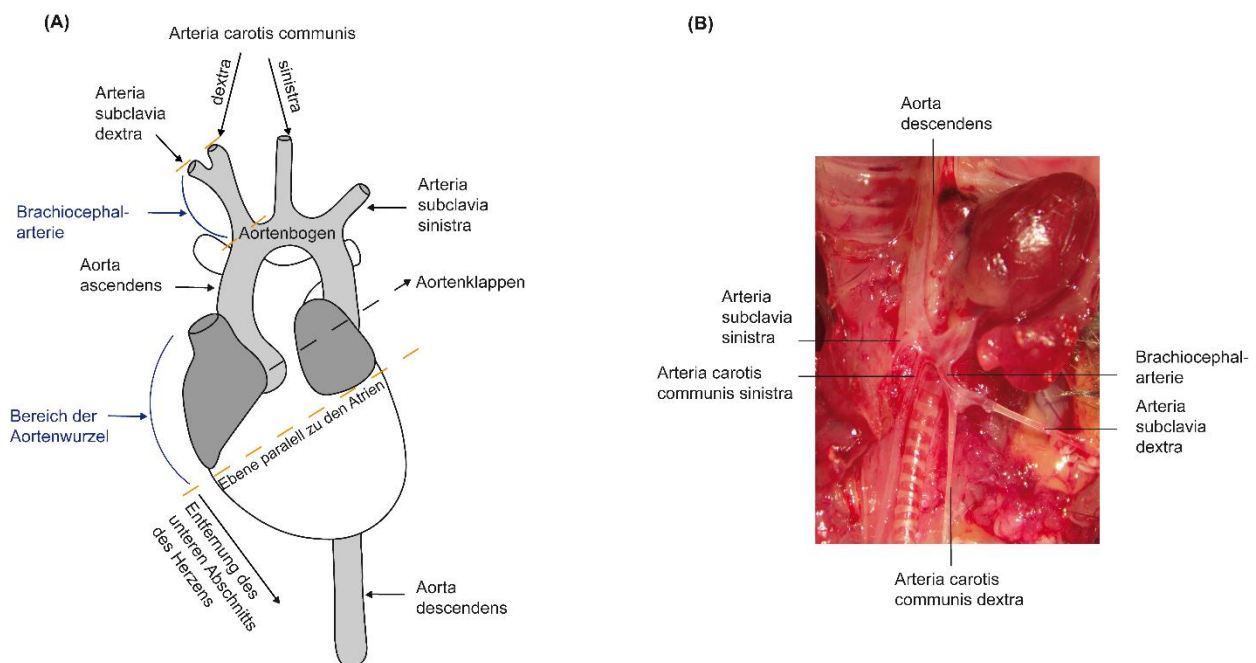 (A)
Arteria carotis communis
dextra
sinistra
Arteria
subclavia
dextra
Brachiocephal-
arterie
Aortenbogen
Arteria
subclavia
sinistra
Aorta
ascendens
Aortenklappen
Bereich der
Aortenwurzel
Ebene paralell zu den Atrien
Entfernung des
unteren Abschnitts
des Herzens
Aorta
descendens
(B)
Aorta
descendens
Arteria
subclavia
sinistra
Arteria carotis
communis sinistra
Brachiocephal-
arterie
Arteria
subclavia
dextra
Arteria carotis
communis dextra